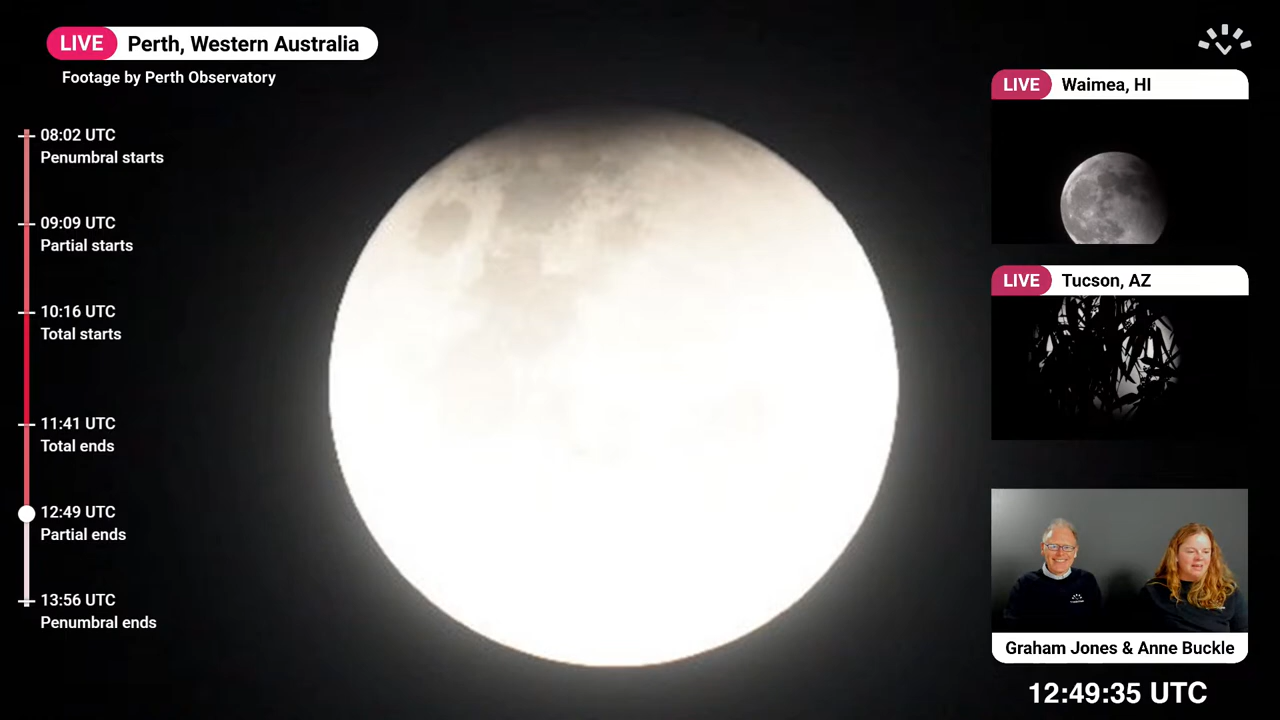 LIVE Perth, Western Australia
Footage by Perth Observatory
08:02 UTC
Penumbral starts
09:09 UTC
Partial starts
10:16 UTC
Total starts
11:41 UTC
Total ends
12:49 UTC
Partial ends
13:56 UTC
Penumbral ends
LIVE Waimea, HI
LIVE Tucson, AZ
Graham Jones & Anne Buckle
12:49:35 UTC